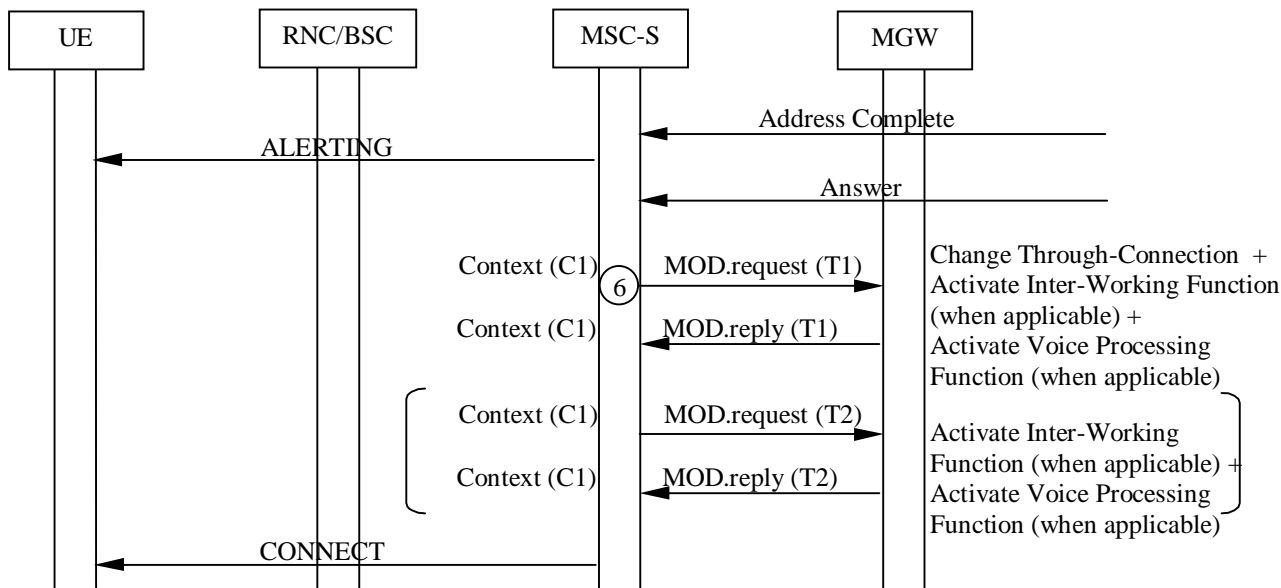 UE
RNC/BSC
MSC-S
MGW
Address Complete
ALERTING
Answer
Context (C1)
MOD.request (T1)
6
Context (C1)
MOD.reply (T1)
Change Through-Connection +
Activate Inter-Working Function
(when applicable) +
Activate Voice Processing
Function (when applicable)
Context (C1)
MOD.request (T2)
Context (C1)
MOD.reply (T2)
Activate Inter-Working
Function (when applicable) +
Activate Voice Processing
Function (when applicable)
CONNECT